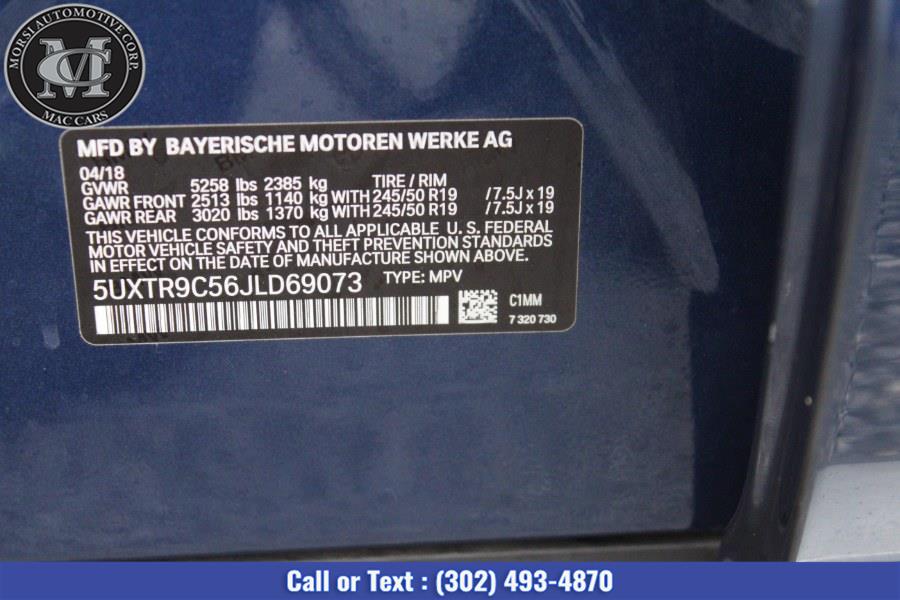 MORSI AUTOMOTIVE CORP.
MC
MAC CARS
MFD BY BAYERISCHE MOTOREN WERKE AG
04/18
GVWR 5258 lbs 2385 kg TIRE / RIM
GAWR FRONT 2513 lbs 1140 kg WITH 245/50 R19 /7.5J x 19
GAWR REAR 3020 lbs 1370 kg WITH 245/50 R19 /7.5J x 19
THIS VEHICLE CONFORMS TO ALL APPLICABLE U. S. FEDERAL
MOTOR VEHICLE SAFETY AND THEFT PREVENTION STANDARDS
IN EFFECT ON THE DATE OF MANUFACTURE SHOWN ABOVE.
5UXTR9C56JLD69073 TYPE: MPV
C1MM
7 320 730
Call or Text : (302) 493-4870